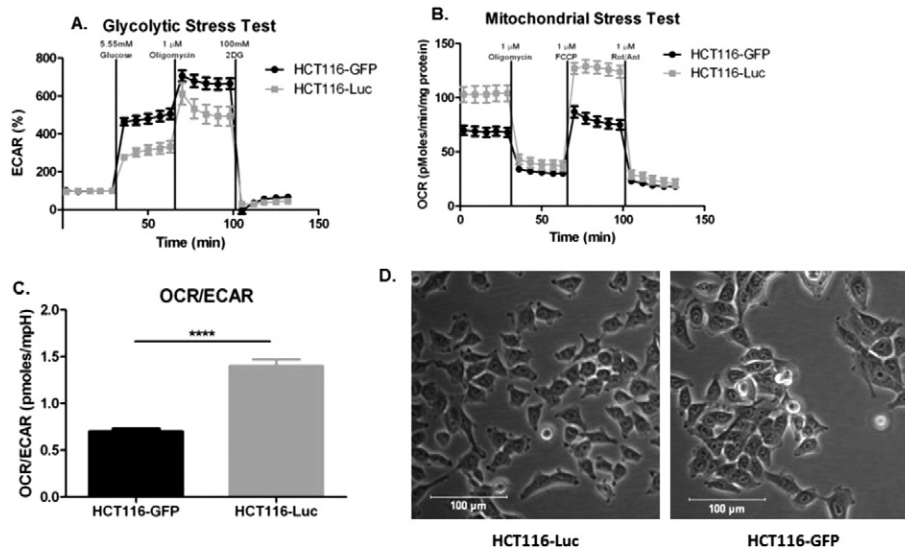 A. Glycolytic Stress Test
5.55mM
Glucose
1 µM
Oligomycin
100mM
2DG
HCT116-GFP
HCT116-Luc
ECAR (%)
800
600
400
200
0
50
100
150
Time (min)
B. Mitochondrial Stress Test
1 µM
Oligomycin
1 µM
FCCP
1 µM
Rot/Ant
HCT116-GFP
HCT116-Luc
OCR (pMoles/min/mg protein)
150
100
50
0
0
50
100
150
Time (min)
C.
OCR/ECAR
OCR/ECAR (pmoles/mpH)
2.0
1.5
1.0
0.5
0.0
****
HCT116-GFP
HCT116-Luc
D.
100 µm
100 µm
HCT116-Luc
HCT116-GFP